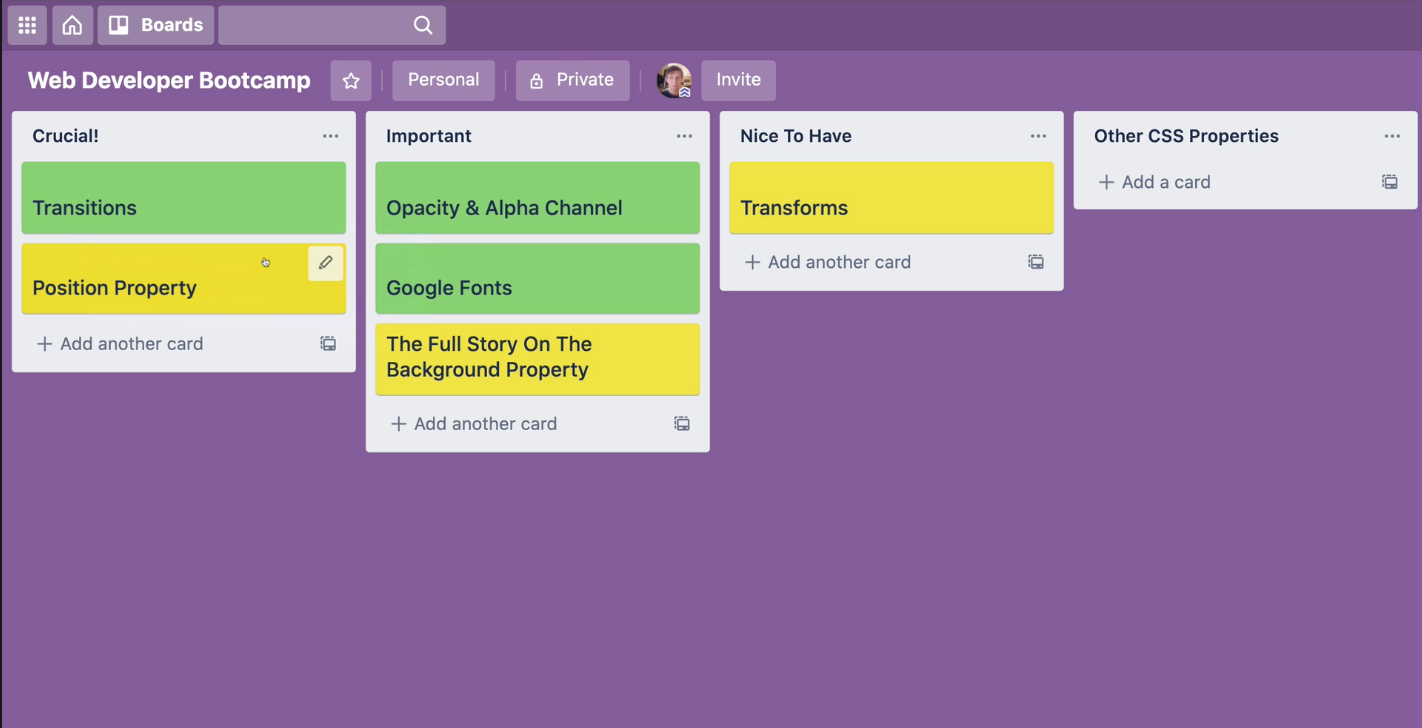 Boards
Web Developer Bootcamp
Personal
Private
Invite
Crucial!
Transitions
Position Property
Add another card
Important
Opacity & Alpha Channel
Google Fonts
The Full Story On The
Background Property
Add another card
Nice To Have
Transforms
Add another card
Other CSS Properties
Add a card